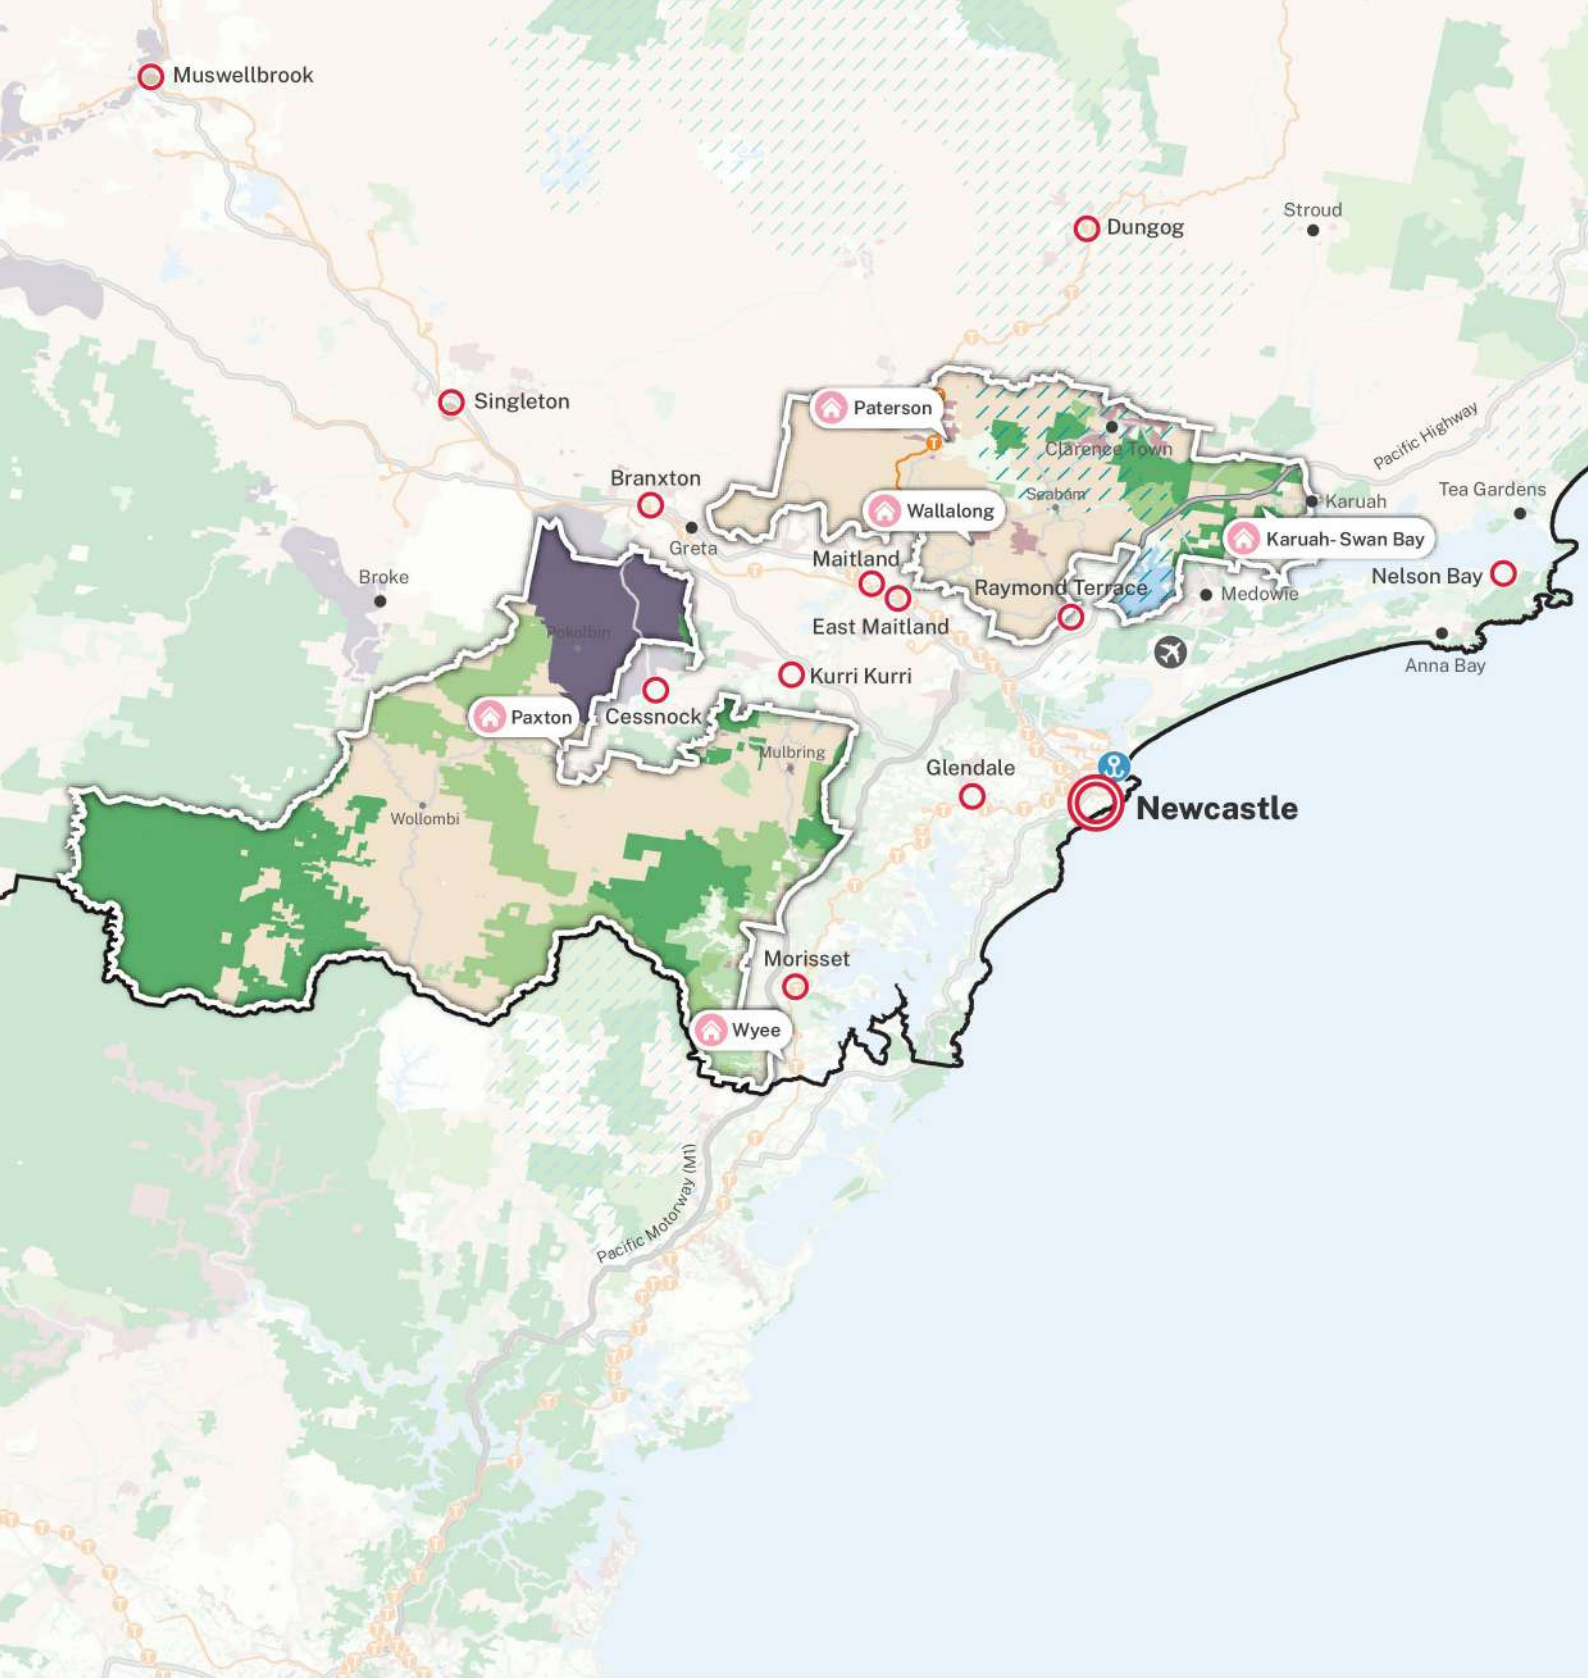 Muswellbrook
Stroud
Dungog
Singleton
Paterson
Pacific Highway
Clarence Town
Branxton
Seaham
Tea Gardens
Karuah
Wallalong
Karuah- Swan Bay
Greta
Maitland
Broke
Nelson Bay
Raymond Terrace
Medowie
East Maitland
Pokolbin
Anna Bay
Kurri Kurri
Paxton
Cessnock
Mulbring
Glendale
Newcastle
Wollombi
Morisset
Wyee
Pacific Motorway (M1)